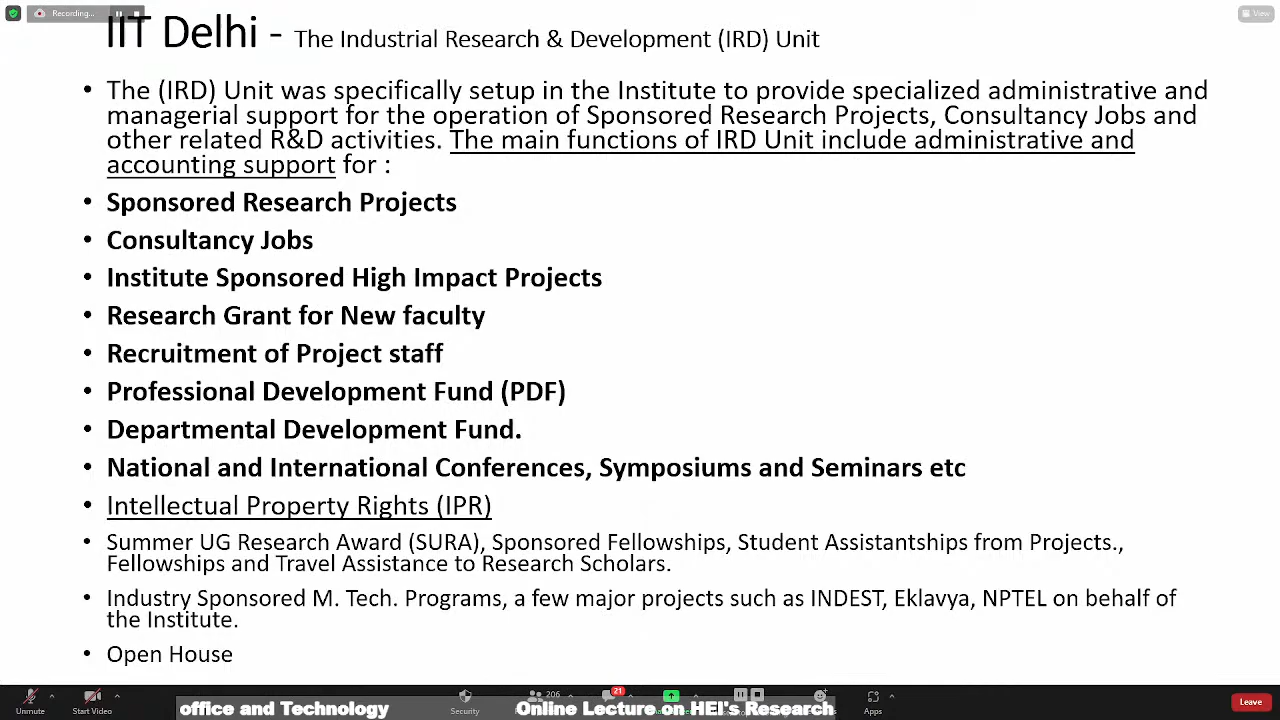 Recording...
View
IIT Delhi - The Industrial Research & Development (IRD) Unit
• The (IRD) Unit was specifically setup in the Institute to provide specialized administrative and
managerial support for the operation of Sponsored Research Projects, Consultancy Jobs and
other related R&D activities. The main functions of IRD Unit include administrative and
accounting support for :
• Sponsored Research Projects
• Consultancy Jobs
• Institute Sponsored High Impact Projects
• Research Grant for New faculty
• Recruitment of Project staff
• Professional Development Fund (PDF)
• Departmental Development Fund.
• National and International Conferences, Symposiums and Seminars etc
• Intellectual Property Rights (IPR)
• Summer UG Research Award (SURA), Sponsored Fellowships, Student Assistantships from Projects.,
Fellowships and Travel Assistance to Research Scholars.
• Industry Sponsored M. Tech. Programs, a few major projects such as INDEST, Eklavya, NPTEL on behalf of
the Institute.
• Open House
206
21
Unmute
Start Video
Security
Apps
Leave
office and Technology
Online Lecture on HEI's Research